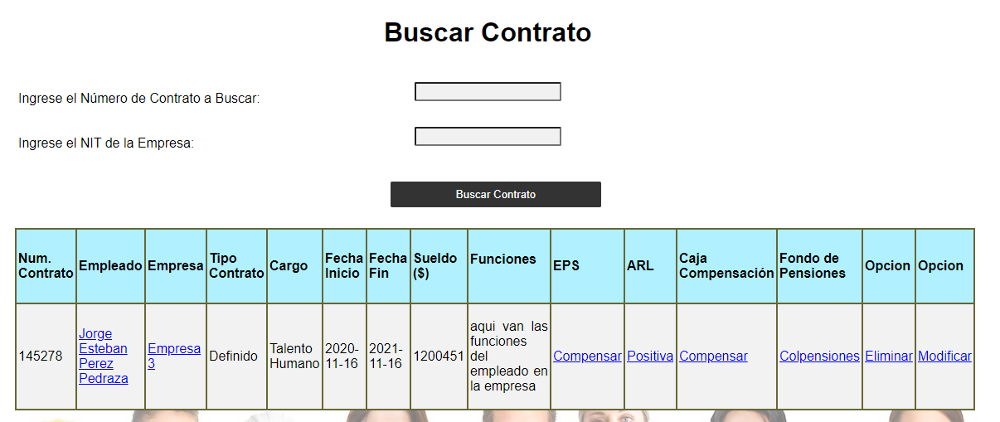 Buscar Contrato
Ingrese el Número de Contrato a Buscar:
Ingrese el NIT de la Empresa:
Buscar Contrato
Num. Contrato
Empleado
Empresa
Tipo Contrato
Cargo
Fecha Inicio
Fecha Fin
Sueldo ($)
Funciones
EPS
ARL
Caja Compensación
Fondo de Pensiones
Opcion
Opcion
145278
Jorge
Esteban
Perez
Pedraza
Empresa
3
Definido
Talento
Humano
2020-
11-16
2021-
11-16
1200451
aqui van las
funciones
del
empleado en
la empresa
Compensar
Positiva
Compensar
Colpensiones
Eliminar
Modificar